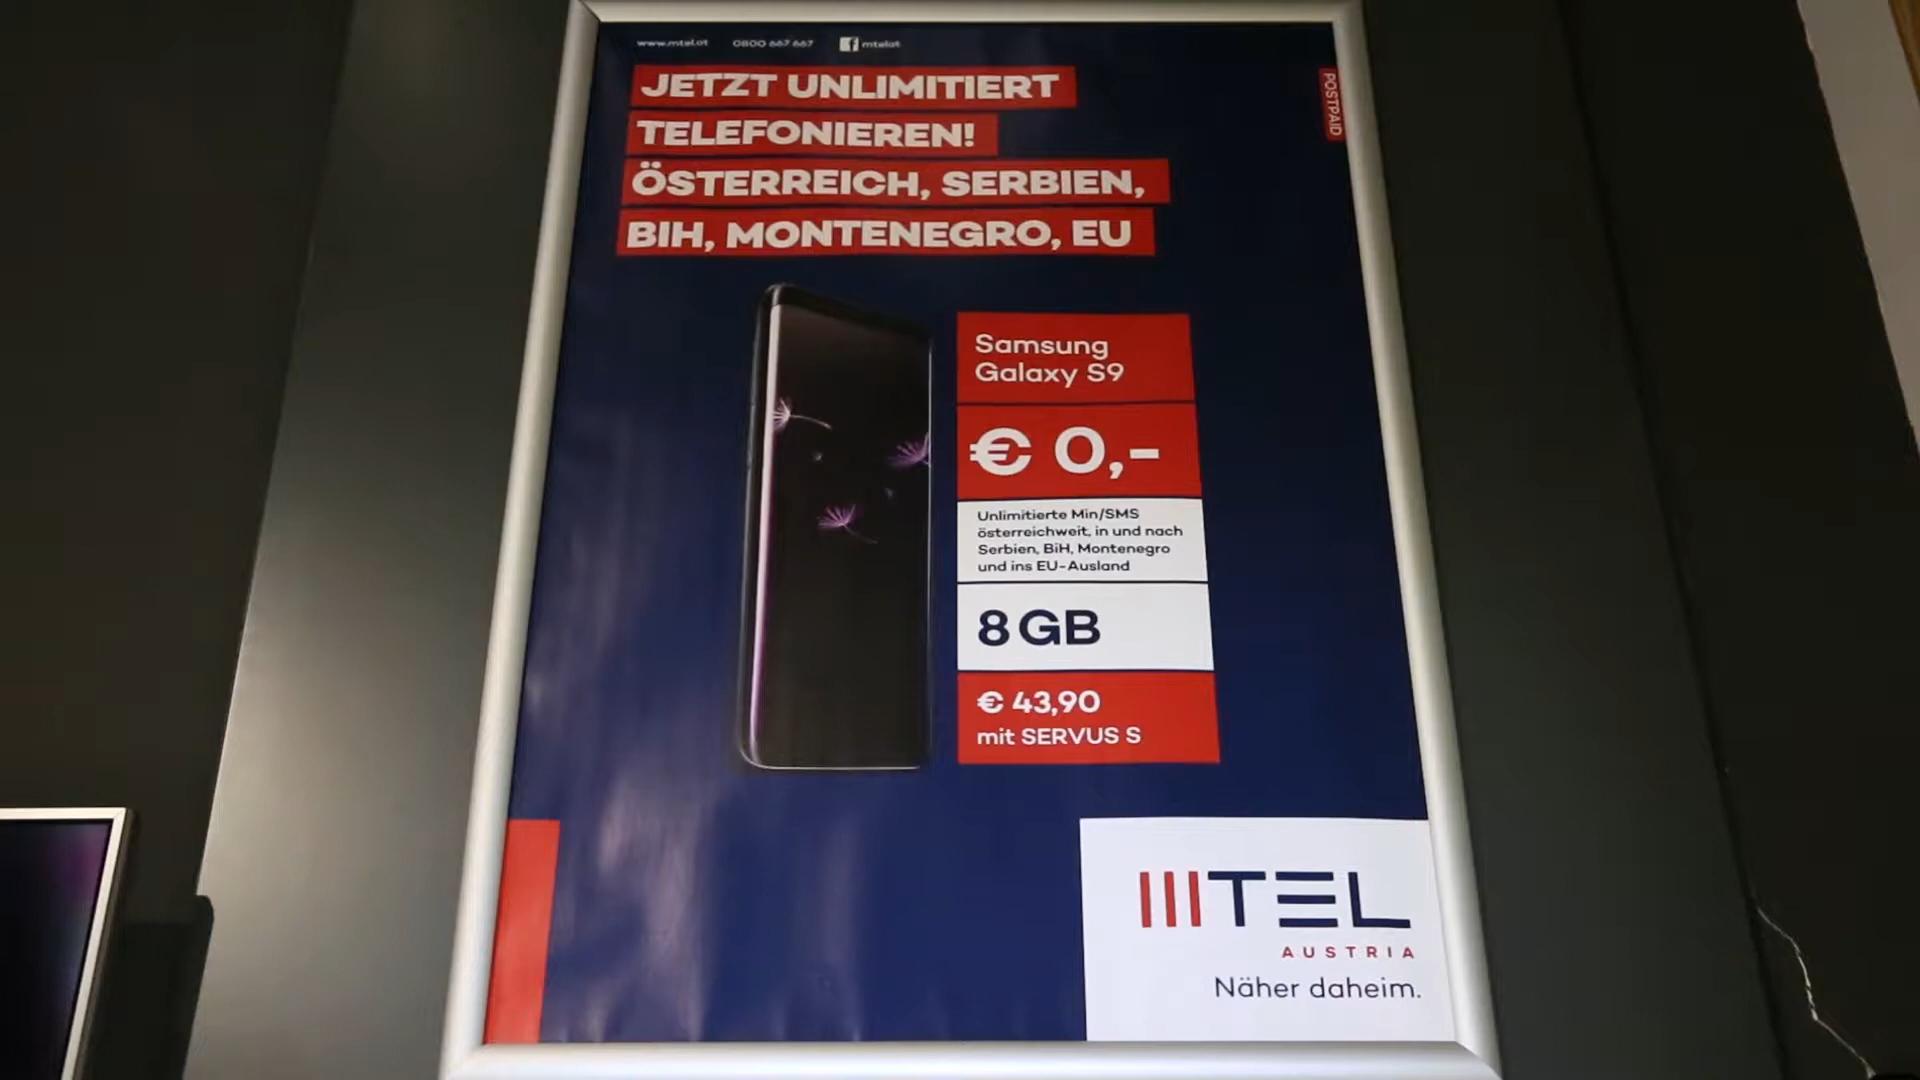 www.mtel.at 0800 667 667 mtelat
POSTPAID
JETZT UNLIMITIERT
TELEFONIEREN!
ÖSTERREICH, SERBIEN,
BIH, MONTENEGRO, EU
Samsung
Galaxy S9
€ 0,-
Unlimitierte Min/SMS
österreichweit, in und nach
Serbien, BiH, Montenegro
und ins EU-Ausland
8 GB
€ 43,90
mit SERVUS S
MTEL
AUSTRIA
Näher daheim.